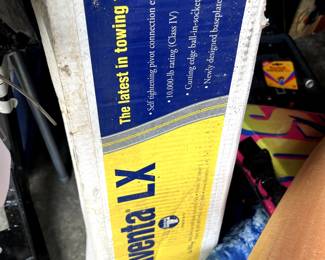 The latest in towing
• Self tightening pivot connection
• 10,000-lb rating (Class IV)
• Cutting edge ball-in-socket
• Newly designed baseplate
venta LX